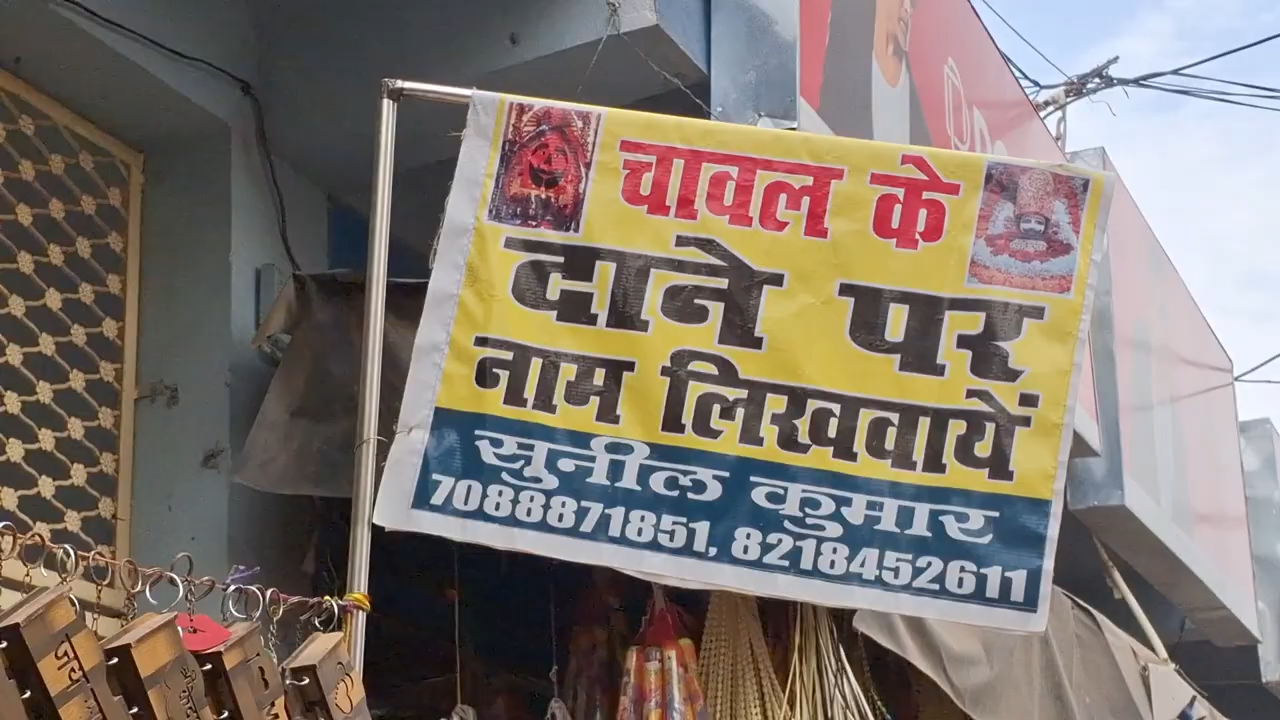 चावल के
दाने पर
नाम लिखवायें
सुनील कुमार
7088871851, 8218452611